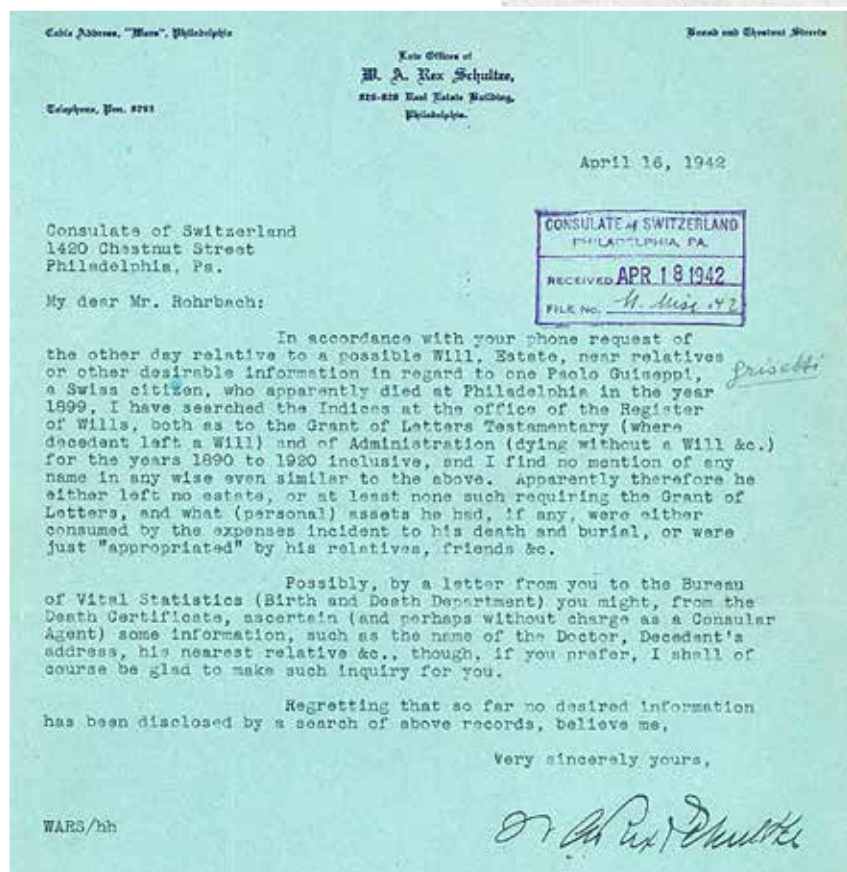 Cable Address, "Wars", Philadelphia
Broad and Chestnut Streets
Law Offices of
W. A. Rex Schultze,
Real Estate Building,
Philadelphia.
Telephone, Pen.
April 16, 1942
Consulate of Switzerland
1420 Chestnut Street
Philadelphia, Pa.
CONSULATE of SWITZERLAND
PHILADELPHIA, PA.
RECEIVED APR 18 1942
FILE No. Misc 42
My dear Mr. Rohrbach:
In accordance with your phone request of
the other day relative to a possible Will, Estate, near relatives
or other desirable information in regard to one Paolo Guiseppi,
Grisetti
a Swiss citizen, who apparently died at Philadelphia in the year
1899, I have searched the Indices at the office of the Register
of Wills, both as to the Grant of Letters Testamentary (where
decedent left a Will) and of Administration (dying without a Will &c.)
for the years 1890 to 1920 inclusive, and I find no mention of any
name in any wise even similar to the above. Apparently therefore he
either left no estate, or at least none such requiring the Grant of
Letters, and what (personal) assets he had, if any, were either
consumed by the expenses incident to his death and burial, or were
just "appropriated" by his relatives, friends &c.
Possibly, by a letter from you to the Bureau
of Vital Statistics (Birth and Death Department) you might, from the
Death Certificate, ascertain (and perhaps without charge as a Consular
Agent) some information, such as the name of the Doctor, Decedent's
address, his nearest relative &c., though, if you prefer, I shall of
course be glad to make such inquiry for you.
Regretting that so far no desired information
has been disclosed by a search of above records, believe me,
Very sincerely yours,
WARS/hh
W. A. Rex Schultze